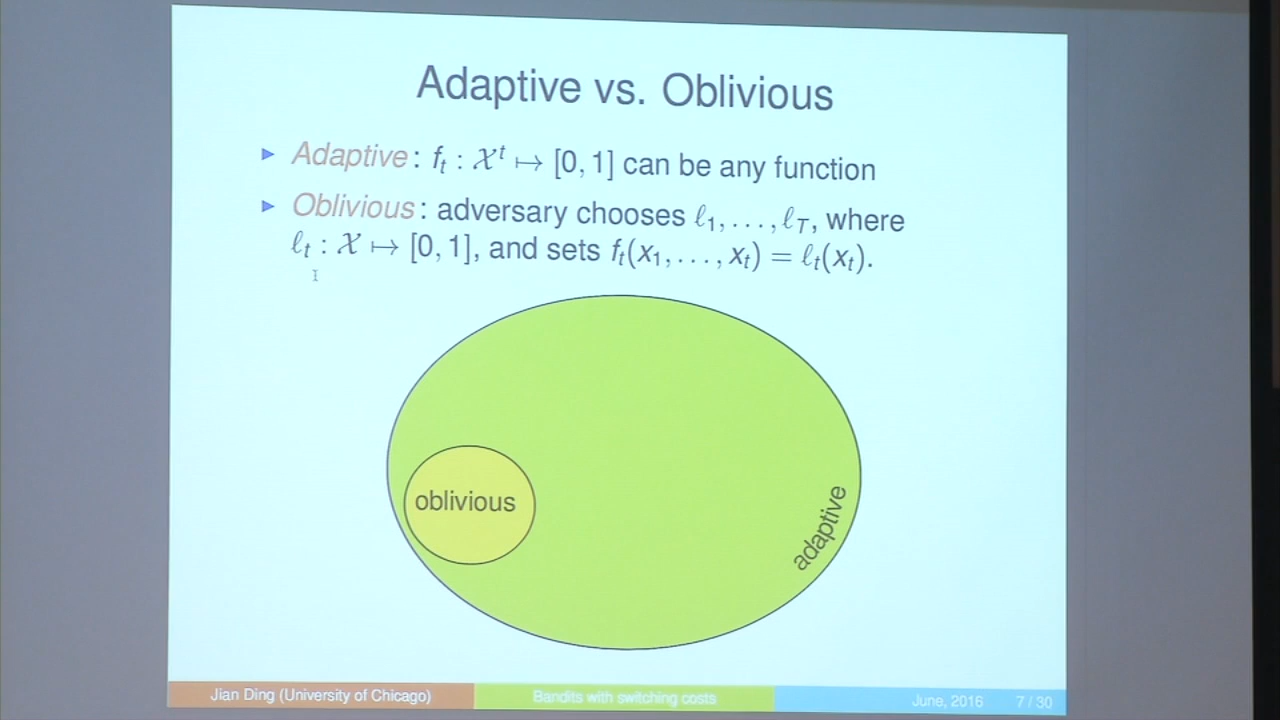 Adaptive vs. Oblivious
▸ Adaptive: fₜ : 𝒳ᵗ ↦ [0, 1] can be any function
▸ Oblivious: adversary chooses ℓ₁, . . . , ℓ_T, where
ℓₜ : 𝒳 ↦ [0, 1], and sets fₜ(x₁, . . . , xₜ) = ℓₜ(xₜ).
oblivious
adaptive
Jian Ding (University of Chicago) Bandits with switching costs June, 2016 7 / 30